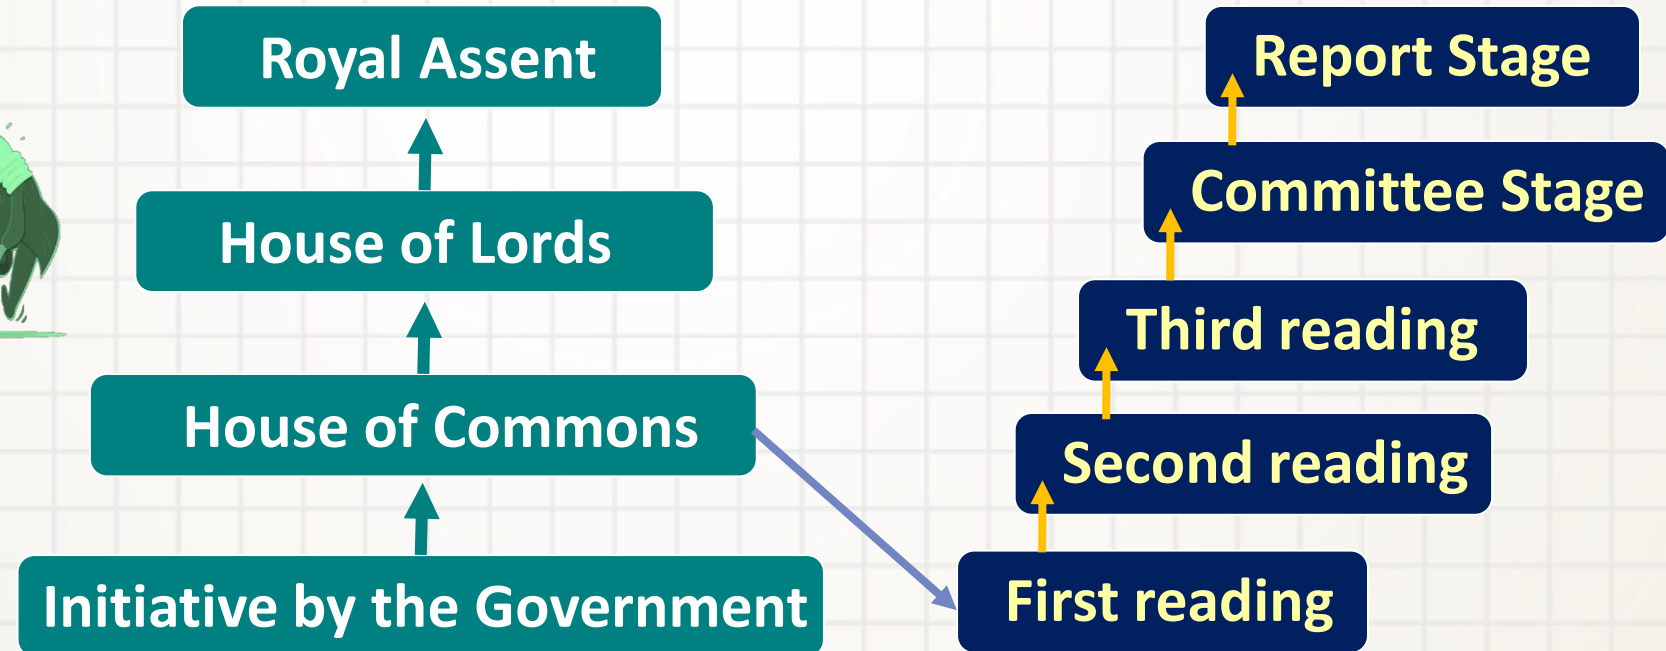 Royal Assent
House of Lords
House of Commons
Initiative by the Government
Report Stage
Committee Stage
Third reading
Second reading
First reading